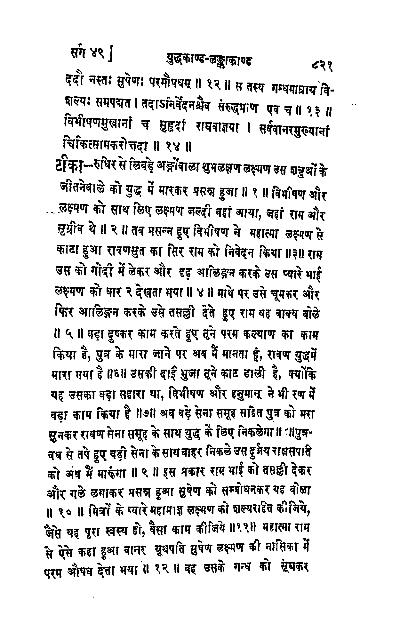 सर्ग ४९] युद्धकाण्ड-लङ्काकाण्ड ८२१
ददौ नस्तः सुषेणः परमौषधम् ॥ १२ ॥ स तस्य गन्धमाघ्राय वि-
शल्यः समपद्यत । तदाऽनिर्वेदनश्चैव संरुद्धव्रण एव च ॥ १३ ॥
विभीषणमुखानां च सुहृदां राघवाज्ञया । सर्ववानरमुख्यानां
चिकित्सामकरोत्तदा ॥ १४ ॥
टीका—रुधिर से लिबड़े अङ्गोंवाला शुभलक्षण लक्ष्मण उस शत्रुओं के
जीतनेवाले को युद्ध में मारकर प्रसन्न हुआ ॥ १ ॥ विभीषण और
लक्ष्मण को साथ लिए लक्ष्मण जल्दी वहां आया, जहां राम और
सुग्रीव थे ॥ २ ॥ तब प्रसन्न हुए विभीषण ने महात्मा लक्ष्मण से
काटा हुआ रावणसुत का सिर राम को निवेदन किया ॥३॥ राम
उस को गोदी में लेकर और दृढ़ आलिङ्गन करके उस प्यारे भाई
लक्ष्मण को बार २ देखता भया ॥ ४ ॥ माथे पर उसे चूमकर और
फिर आलिङ्गन करके उसे तसल्ली देते हुए राम यह वाक्य बोले
॥ ५ ॥ बड़ा दुष्कर काम करते हुए तूने परम कल्याण का काम
किया है, पुत्र के मारा जाने पर अब मैं मानता हूं, रावण युद्धमें
मारा गया है ॥६॥ उसकी दाईं भुजा तूने काट डाली है, क्योंकि
यह उसका बड़ा सहारा था, विभीषण और हनुमान् ने भी रण में
बड़ा काम किया है ॥७॥ अब बड़े सेना समूह सहित पुत्र को मरा
सुनकर रावण सेना समूह के साथ युद्ध के लिए निकलेगा ॥८॥पुत्र-
वध से तपे हुए बड़ी सेना के साथ बाहर निकले उस दुर्जय राक्षसपति
को अब मैं मारूंगा ॥ ९ ॥ इस प्रकार राम भाई को तसल्ली देकर
और गले लगाकर प्रसन्न हुआ सुषेण को सम्बोधनकर यह बोला
॥ १० ॥ मित्रों के प्यारे महाप्राज्ञ लक्ष्मण को शल्यरहित कीजिये,
जैसे यह पूरा स्वस्थ हो, वैसा काम कीजिये ॥११॥ महात्मा राम
से ऐसे कहा हुआ वानर यूथपति सुषेण लक्ष्मण की नासिका में
परम औषध देता भया ॥ १२ ॥ वह उसके गन्ध को सूंघकर